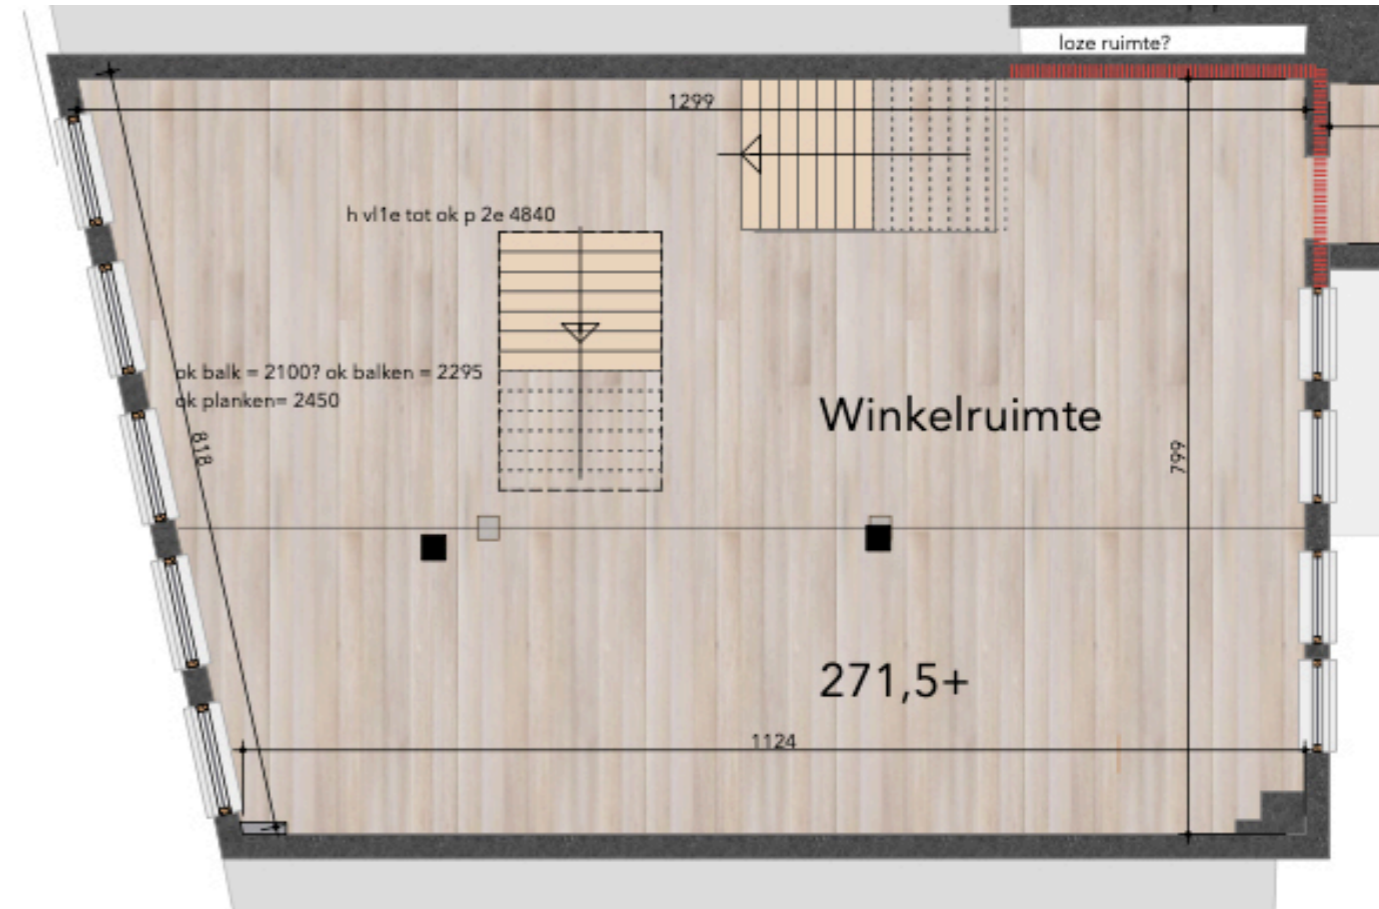 loze ruimte?
1299
h vl1e tot ok p 2e 4840
ok balk = 2100? ok balken = 2295
ok planken= 2450
Winkelruimte
818
799
271,5+
1124